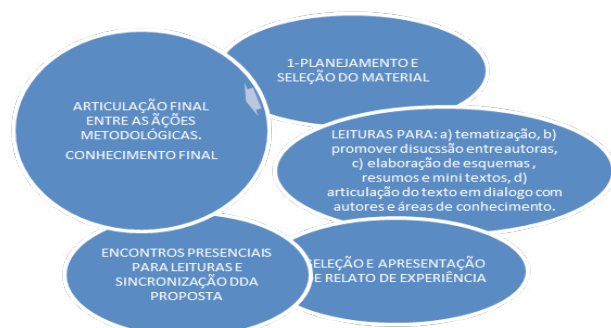 1-PLANEJAMENTO E
SELEÇÃO DO MATERIAL
LEITURAS PARA: a) tematização, b)
promover disucssão entre autoras,
c) elaboração de esquemas ,
resumos e mini textos, d)
articulação do texto em dialogo com
autores e áreas de conhecimento.
SELEÇÃO E APRESENTAÇÃO
DE RELATO DE EXPERIÊNCIA
ENCONTROS PRESENCIAIS
PARA LEITURAS E
SINCRONIZAÇÃO DDA
PROPOSTA
ARTICULAÇÃO FINAL
ENTRE AS ÃÇÕES
METODOLÓGICAS.
CONHECIMENTO FINAL